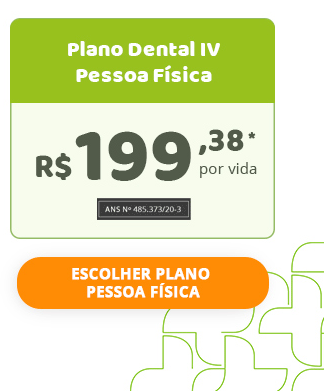 Plano Dental IV
Pessoa Física
R$199,38*
por vida
ANS Nº 485.373/20-3
ESCOLHER PLANO
PESSOA FÍSICA